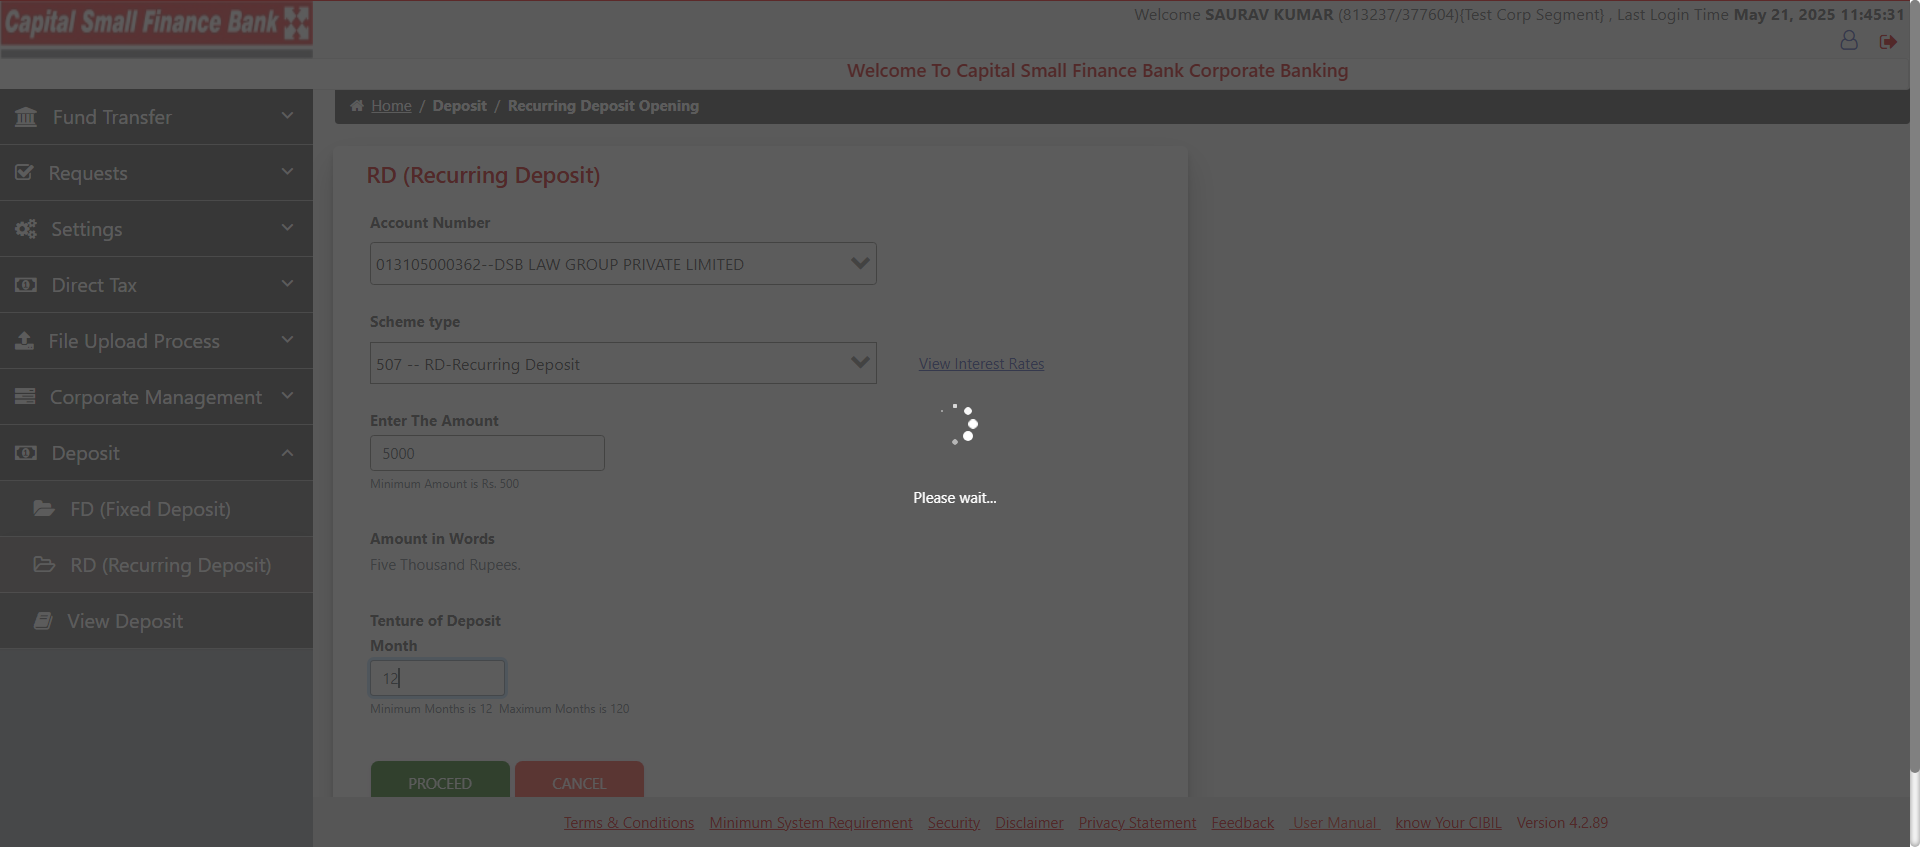 Capital Small Finance Bank
Welcome SAURAV KUMAR (813237/377604){Test Corp Segment} , Last Login Time May 21, 2025 11:45:31
Welcome To Capital Small Finance Bank Corporate Banking
Home / Deposit / Recurring Deposit Opening
Fund Transfer
Requests
Settings
Direct Tax
File Upload Process
Corporate Management
Deposit
FD (Fixed Deposit)
RD (Recurring Deposit)
View Deposit
RD (Recurring Deposit)
Account Number
013105000362--DSB LAW GROUP PRIVATE LIMITED
Scheme type
507 -- RD-Recurring Deposit
View Interest Rates
Enter The Amount
5000
Minimum Amount is Rs. 500
Please wait...
Amount in Words
Five Thousand Rupees.
Tenture of Deposit
Month
12
Minimum Months is 12 Maximum Months is 120
PROCEED CANCEL
Terms & Conditions Minimum System Requirement Security Disclaimer Privacy Statement Feedback User Manual know Your CIBIL Version 4.2.89